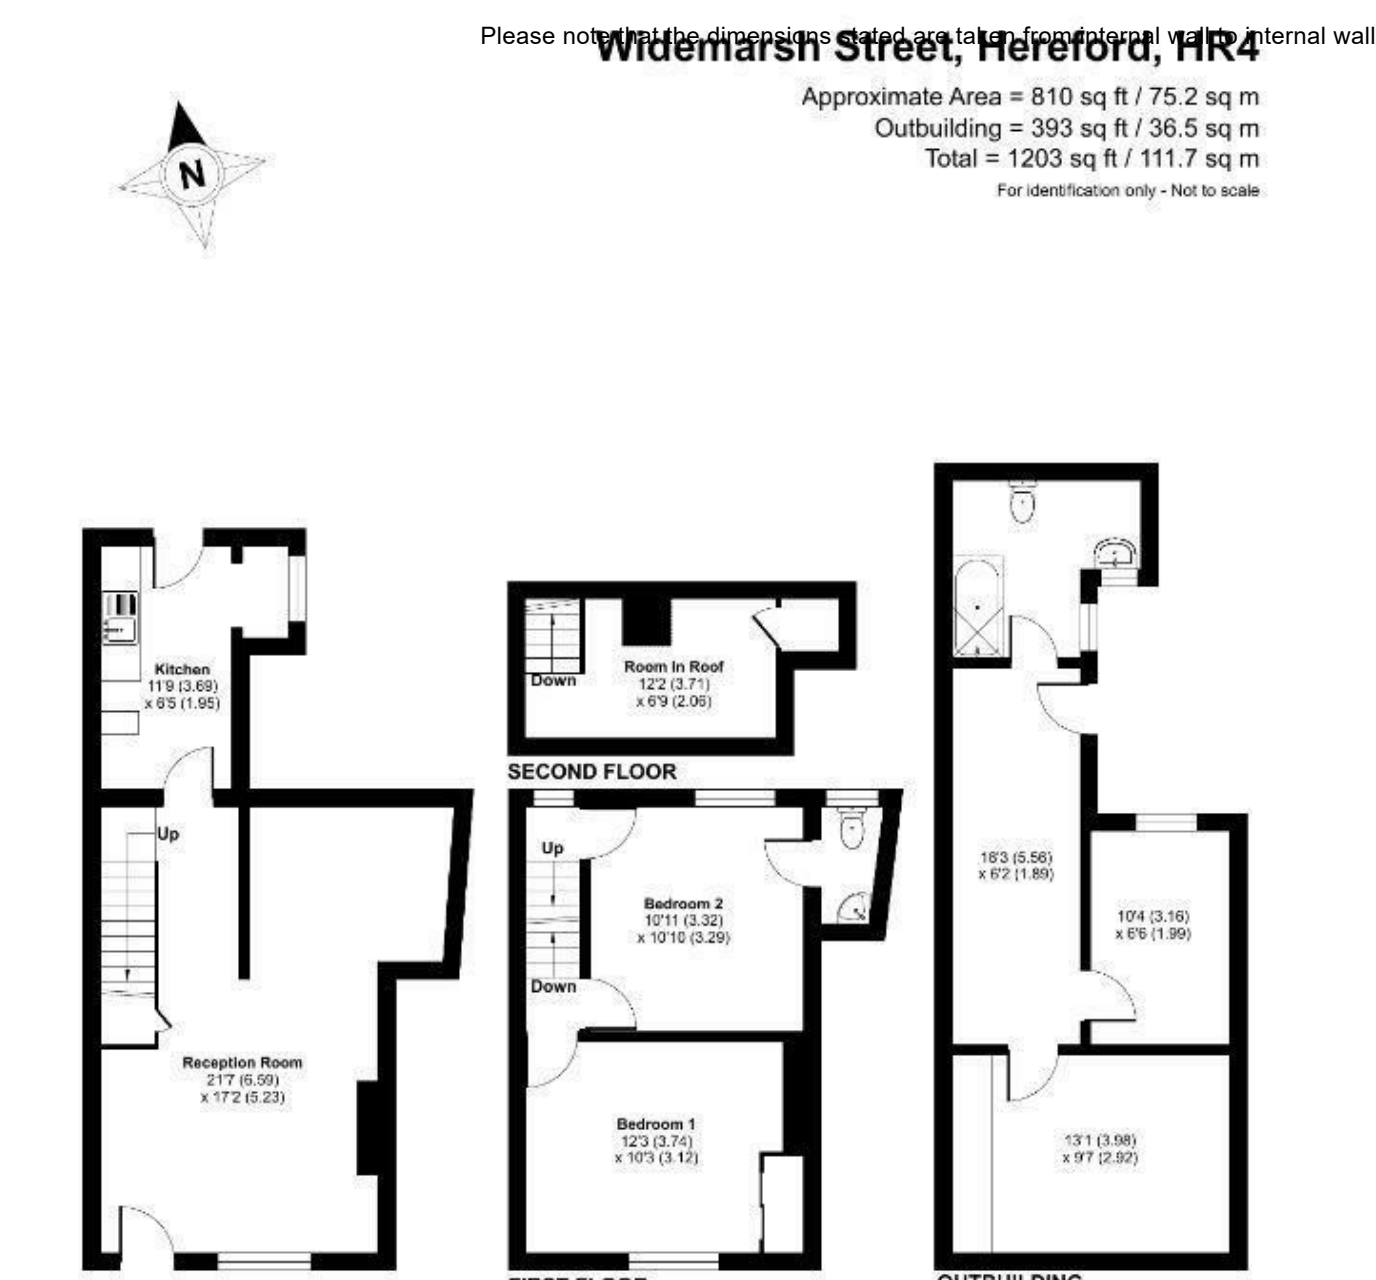 Please note that the dimensions stated are taken from internal wall to internal wall
Widemarsh Street, Hereford, HR4
Approximate Area = 810 sq ft / 75.2 sq m
Outbuilding = 393 sq ft / 36.5 sq m
Total = 1203 sq ft / 111.7 sq m
For identification only - Not to scale
N
Kitchen
11'9 (3.69)
x 6'5 (1.95)
Up
Reception Room
21'7 (6.59)
x 17'2 (5.23)
Down
Room In Roof
12'2 (3.71)
x 6'9 (2.06)
SECOND FLOOR
Up
Bedroom 2
10'11 (3.32)
x 10'10 (3.29)
Down
Bedroom 1
12'3 (3.74)
x 10'3 (3.12)
FIRST FLOOR
16'3 (5.56)
x 6'2 (1.89)
10'4 (3.16)
x 6'6 (1.99)
13'1 (3.98)
x 9'7 (2.92)
OUTBUILDING